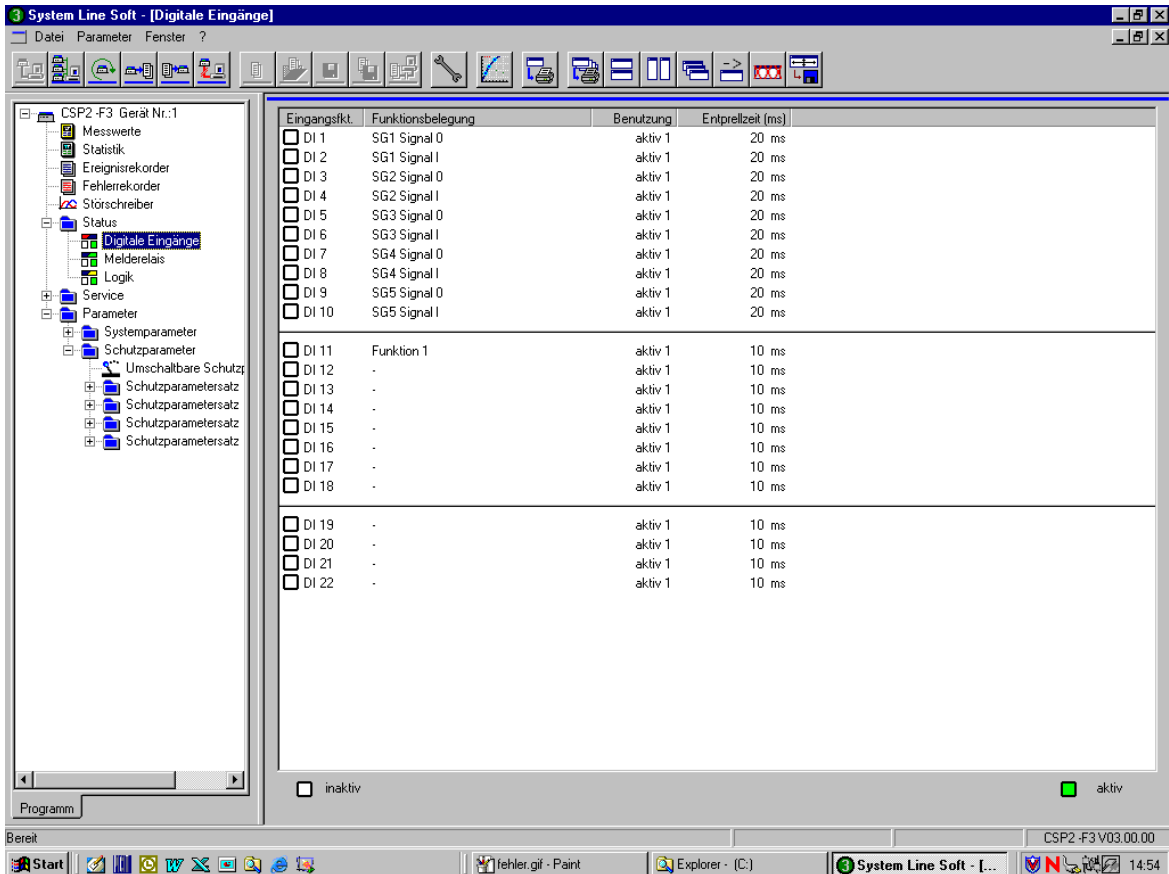 System Line Soft - [Digitale Eingänge]
Datei Parameter Fenster ?
CSP2 -F3 Gerät Nr.:1
Messwerte
Statistik
Ereignisrekorder
Fehlerrekorder
Störschreiber
Status
Digitale Eingänge
Melderelais
Logik
Service
Parameter
Systemparameter
Schutzparameter
Umschaltbare Schutzp
Schutzparametersatz
Schutzparametersatz
Schutzparametersatz
Schutzparametersatz
Programm
Eingangsfkt. Funktionsbelegung Benutzung Entprellzeit (ms)
DI 1 SG1 Signal 0 aktiv 1 20 ms
DI 2 SG1 Signal I aktiv 1 20 ms
DI 3 SG2 Signal 0 aktiv 1 20 ms
DI 4 SG2 Signal I aktiv 1 20 ms
DI 5 SG3 Signal 0 aktiv 1 20 ms
DI 6 SG3 Signal I aktiv 1 20 ms
DI 7 SG4 Signal 0 aktiv 1 20 ms
DI 8 SG4 Signal I aktiv 1 20 ms
DI 9 SG5 Signal 0 aktiv 1 20 ms
DI 10 SG5 Signal I aktiv 1 20 ms
DI 11 Funktion 1 aktiv 1 10 ms
DI 12 - aktiv 1 10 ms
DI 13 - aktiv 1 10 ms
DI 14 - aktiv 1 10 ms
DI 15 - aktiv 1 10 ms
DI 16 - aktiv 1 10 ms
DI 17 - aktiv 1 10 ms
DI 18 - aktiv 1 10 ms
DI 19 - aktiv 1 10 ms
DI 20 - aktiv 1 10 ms
DI 21 - aktiv 1 10 ms
DI 22 - aktiv 1 10 ms
inaktiv aktiv
Bereit CSP2 -F3 V03.00.00
Start fehler.gif - Paint Explorer - (C:) System Line Soft - [... 14:54